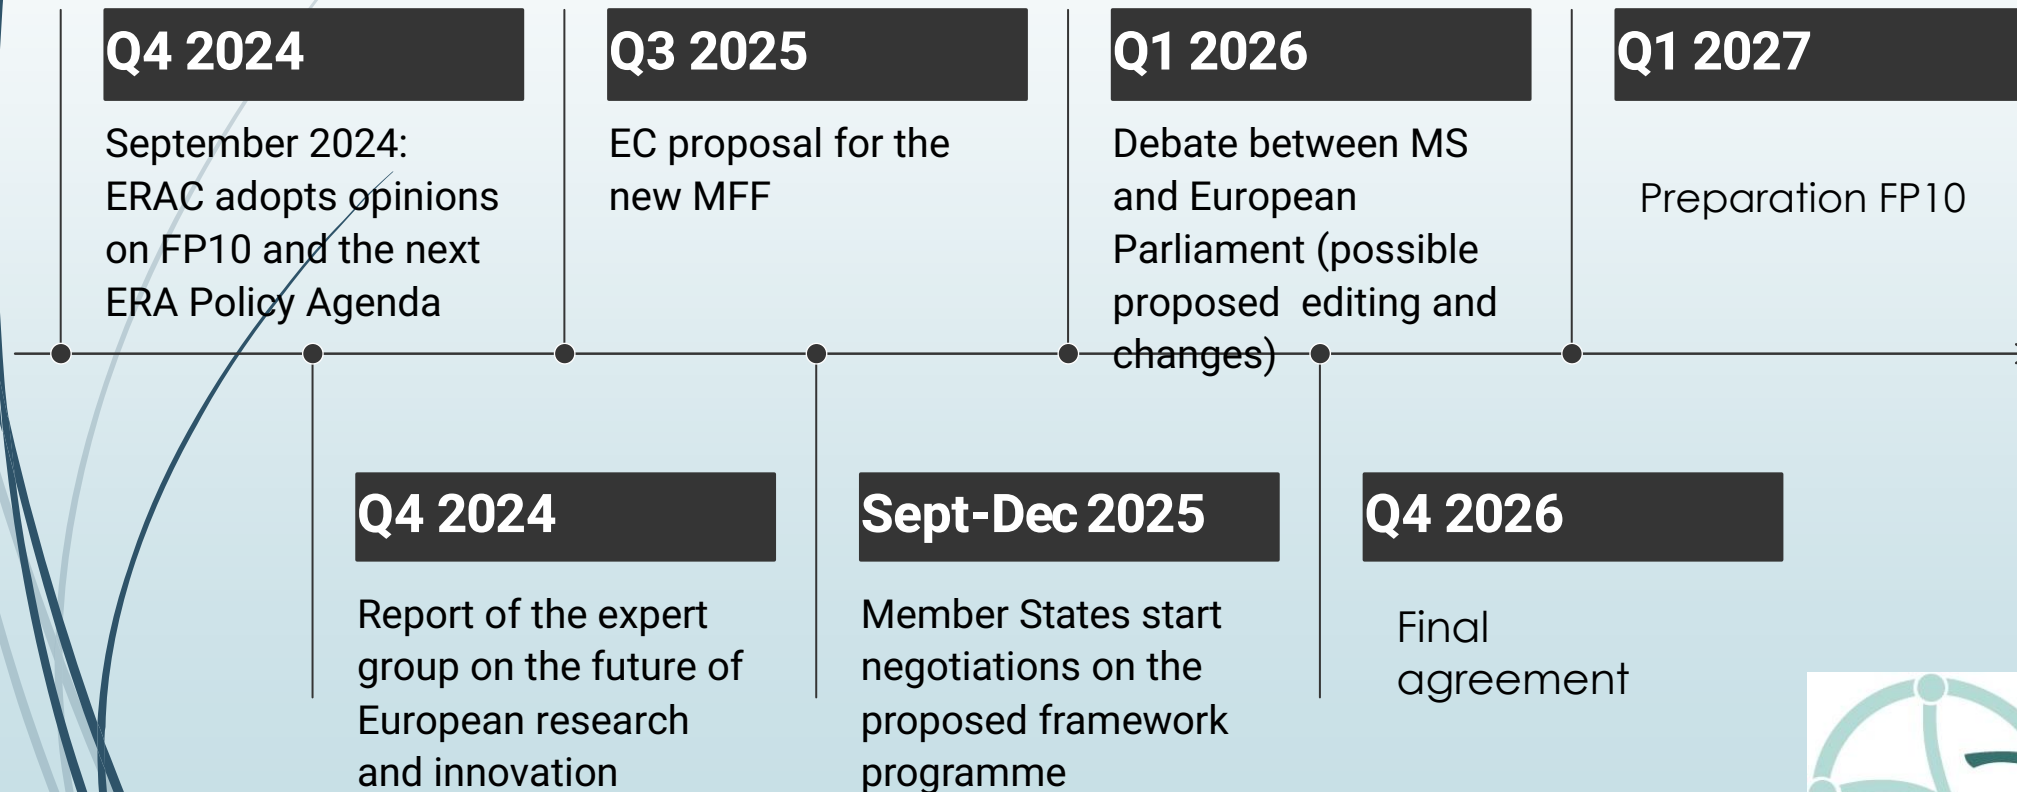 Q4 2024
September 2024:
ERAC adopts opinions
on FP10 and the next
ERA Policy Agenda
Q4 2024
Report of the expert
group on the future of
European research
and innovation
Q3 2025
EC proposal for the
new MFF
Sept-Dec 2025
Member States start
negotiations on the
proposed framework
programme
Q1 2026
Debate between MS
and European
Parliament (possible
proposed  editing and
changes)
Q4 2026
Final
agreement
Q1 2027
Preparation FP10